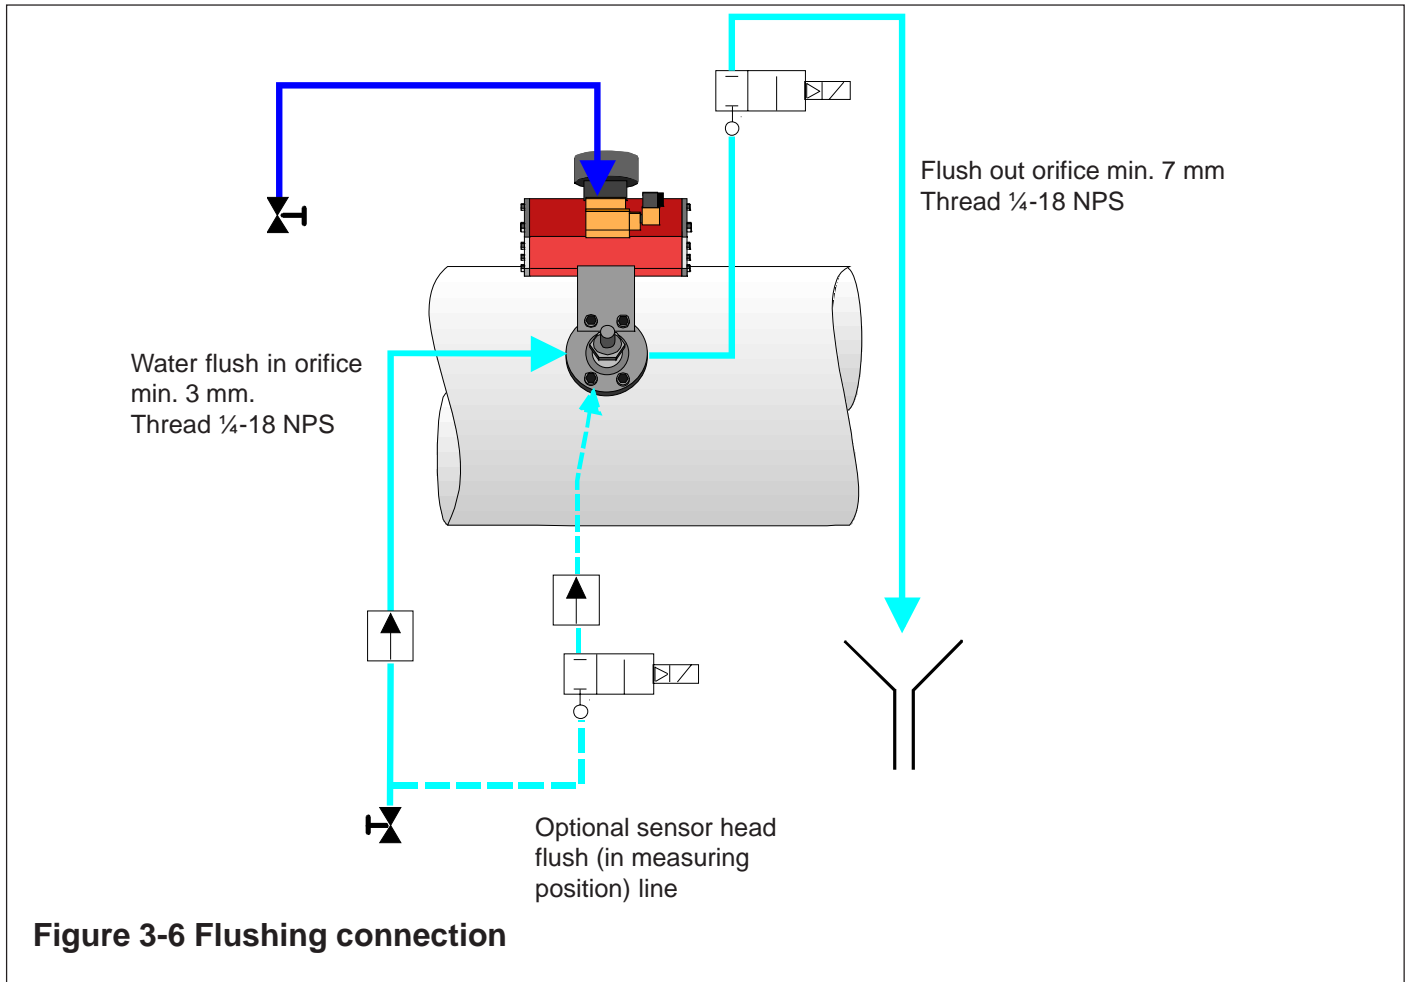 Flush out orifice min. 7 mm
Thread ¼-18 NPS
Water flush in orifice
min. 3 mm.
Thread ¼-18 NPS
Optional sensor head
flush (in measuring
position) line
Figure 3-6 Flushing connection